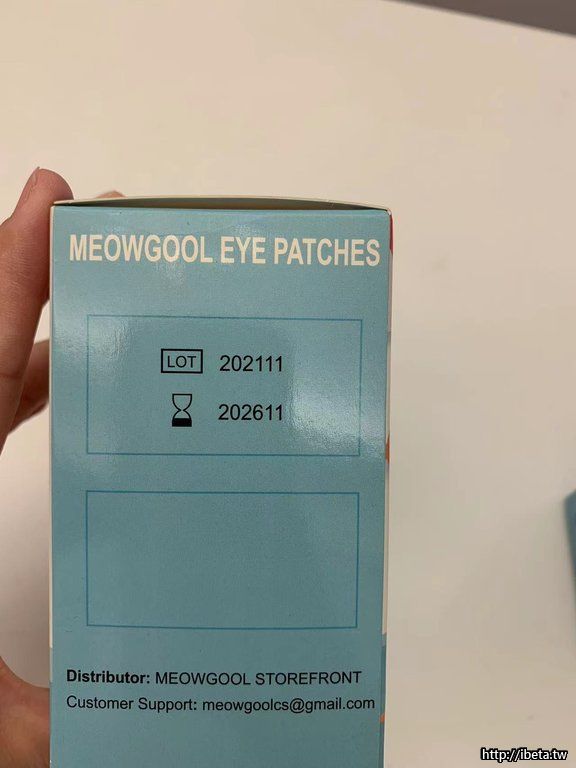 MEOWGOOL EYE PATCHES
LOT 202111
202611
Distributor: MEOWGOOL STOREFRONT
Customer Support: meowgoolcs@gmail.com
http://ibeta.tw